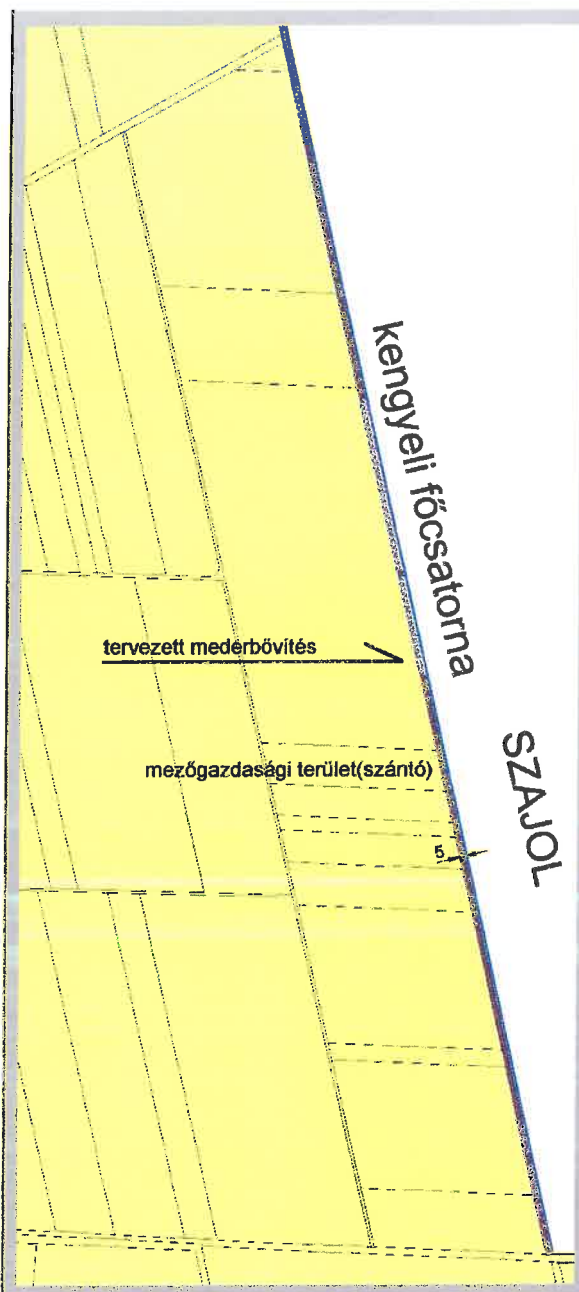 kengyeli főcsatorna
tervezett mederbővítés
SZAJOL
mezőgazdasági terület(szántó)
5